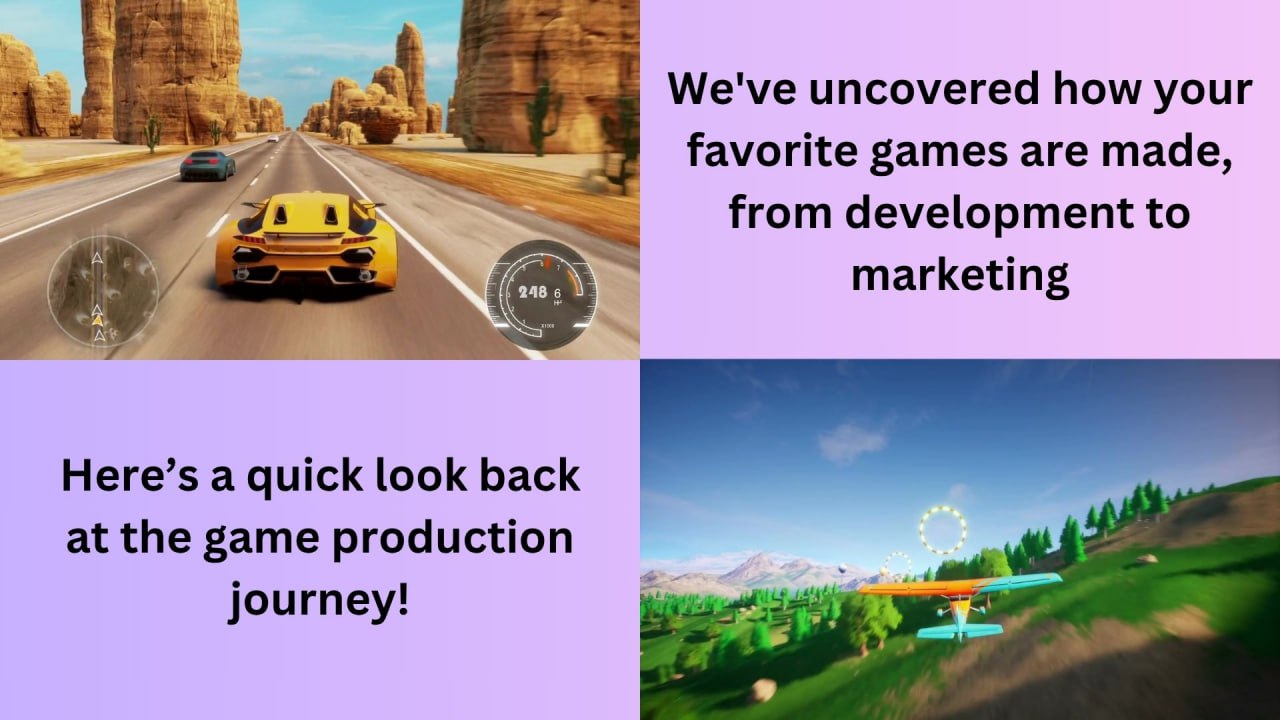 We've uncovered how your
favorite games are made,
from development to
marketing
248 6
Here’s a quick look back
at the game production
journey!